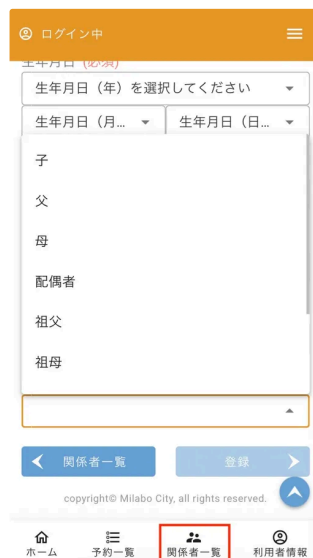 ログイン中
生年月日 (必須)
生年月日（年）を選択してください
生年月日（月...
生年月日（日...
子
父
母
配偶者
祖父
祖母
関係者一覧
登録
copyright© Milabo City, all rights reserved.
ホーム
予約一覧
関係者一覧
利用者情報